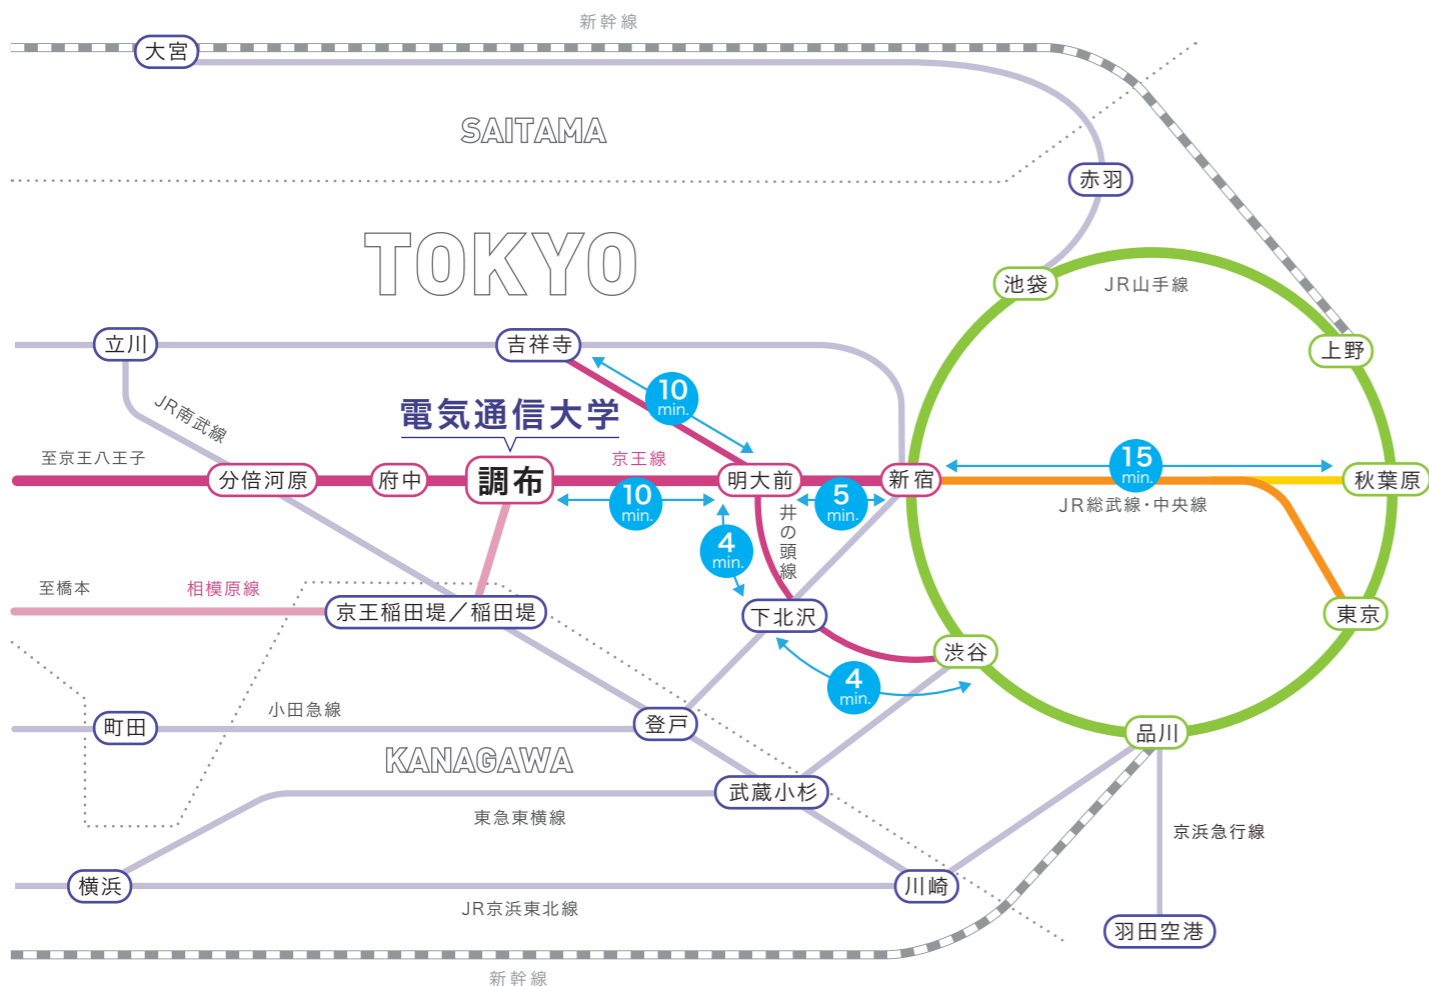 新幹線
大宮
SAITAMA
赤羽
TOKYO
池袋
JR山手線
立川
吉祥寺
上野
10
min.
JR南武線
電気通信大学
至京王八王子
京王線
15
min.
分倍河原
府中
調布
明大前
新宿
秋葉原
10
min.
5
min.
JR総武線・中央線
井の頭線
4
min.
至橋本
相模原線
京王稲田堤／稲田堤
下北沢
東京
渋谷
4
min.
小田急線
町田
登戸
品川
KANAGAWA
武蔵小杉
東急東横線
京浜急行線
横浜
川崎
JR京浜東北線
羽田空港
新幹線